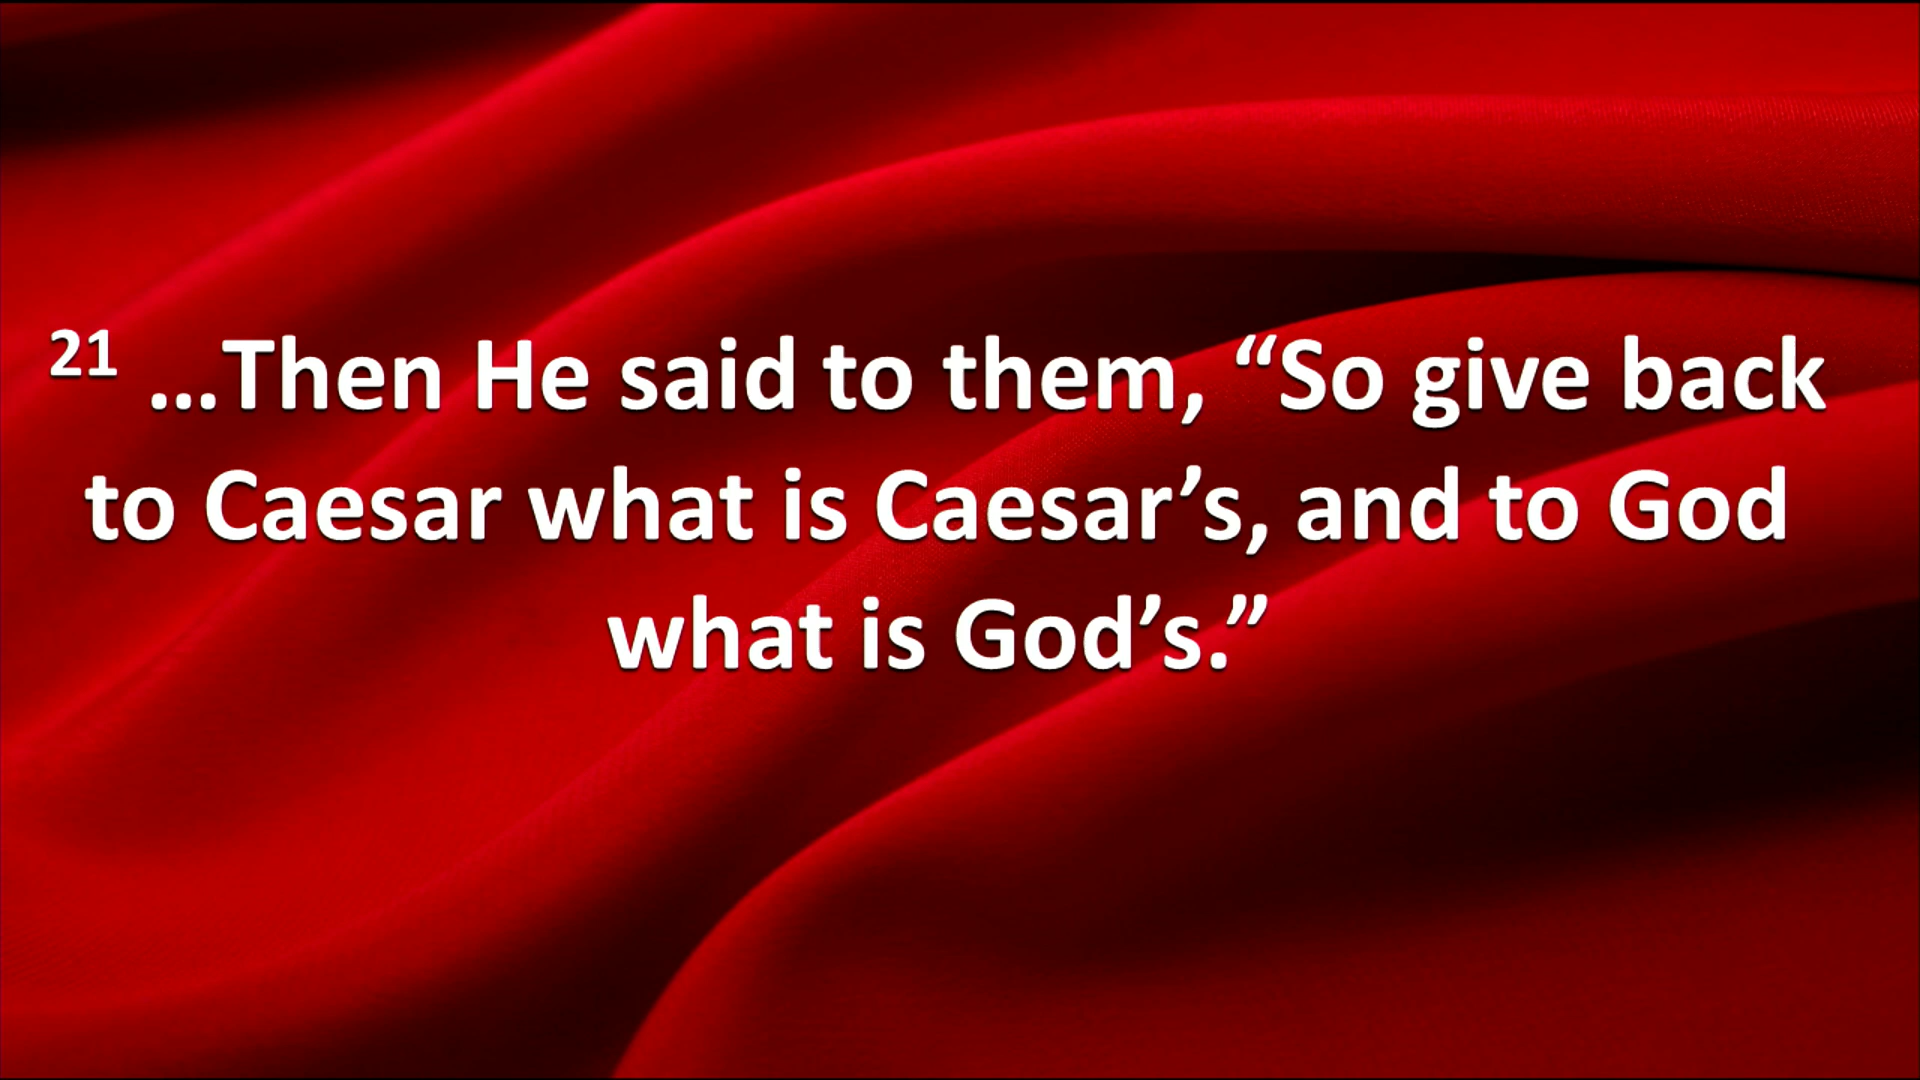 21 …Then He said to them, “So give back
to Caesar what is Caesar’s, and to God
what is God’s.”